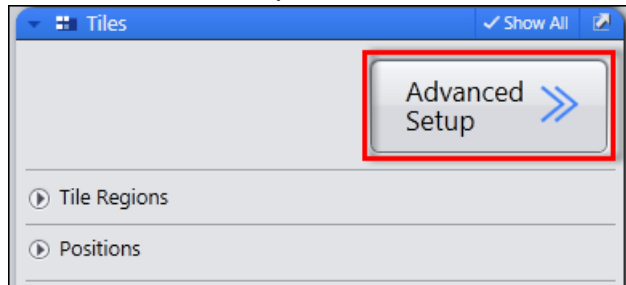 Tiles
Show All
Advanced
Setup
Tile Regions
Positions